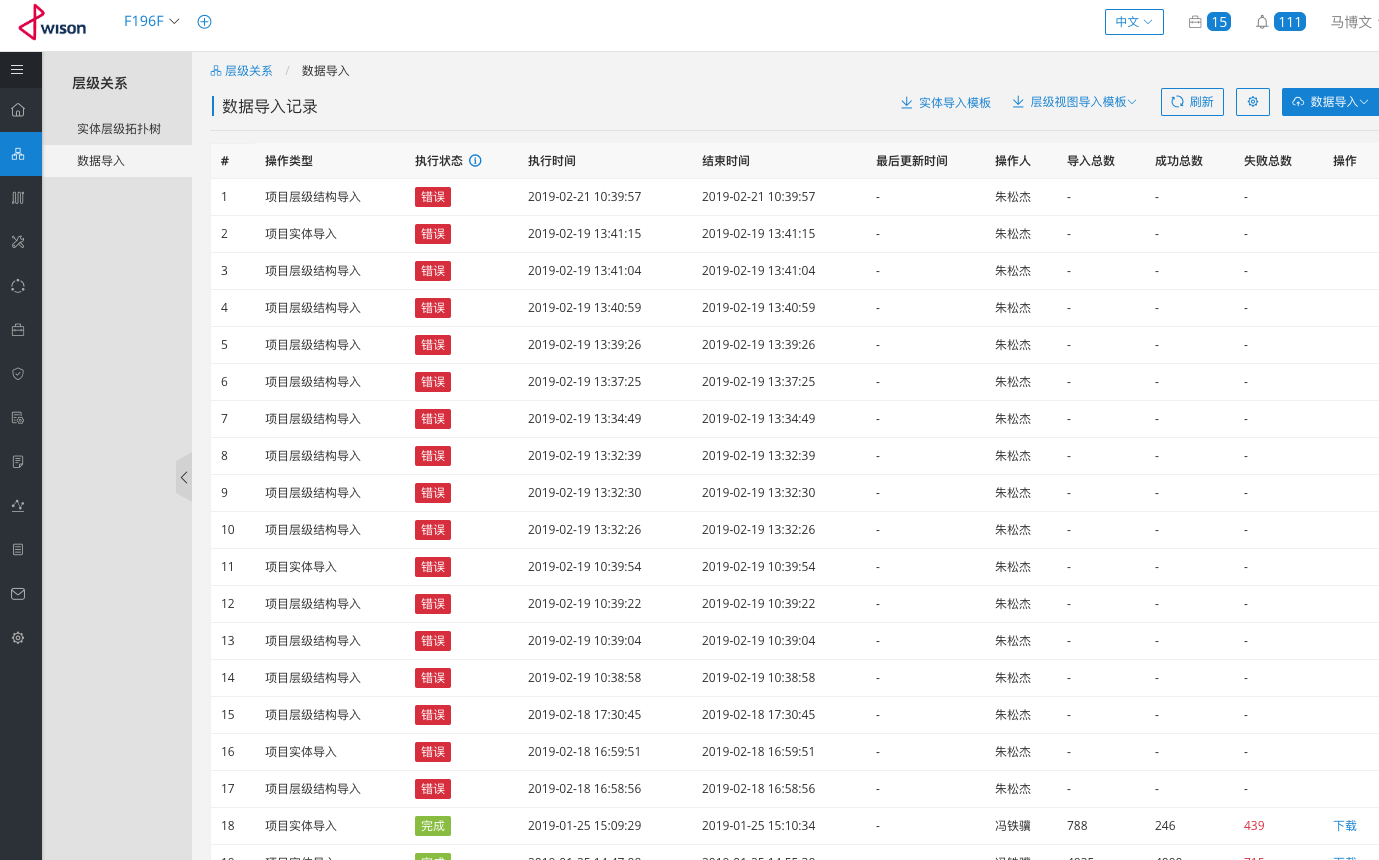 wison
F196F
中文
15
111
马博文
层级关系
实体层级拓扑树
数据导入
层级关系 / 数据导入
数据导入记录
实体导入模板 层级视图导入模板 刷新 数据导入
# 操作类型 执行状态 执行时间 结束时间 最后更新时间 操作人 导入总数 成功总数 失败总数 操作
1 项目层级结构导入 错误 2019-02-21 10:39:57 2019-02-21 10:39:57 - 朱松杰 - - -
2 项目实体导入 错误 2019-02-19 13:41:15 2019-02-19 13:41:15 - 朱松杰 - - -
3 项目层级结构导入 错误 2019-02-19 13:41:04 2019-02-19 13:41:04 - 朱松杰 - - -
4 项目层级结构导入 错误 2019-02-19 13:40:59 2019-02-19 13:40:59 - 朱松杰 - - -
5 项目层级结构导入 错误 2019-02-19 13:39:26 2019-02-19 13:39:26 - 朱松杰 - - -
6 项目层级结构导入 错误 2019-02-19 13:37:25 2019-02-19 13:37:25 - 朱松杰 - - -
7 项目层级结构导入 错误 2019-02-19 13:34:49 2019-02-19 13:34:49 - 朱松杰 - - -
8 项目层级结构导入 错误 2019-02-19 13:32:39 2019-02-19 13:32:39 - 朱松杰 - - -
9 项目层级结构导入 错误 2019-02-19 13:32:30 2019-02-19 13:32:30 - 朱松杰 - - -
10 项目层级结构导入 错误 2019-02-19 13:32:26 2019-02-19 13:32:26 - 朱松杰 - - -
11 项目实体导入 错误 2019-02-19 10:39:54 2019-02-19 10:39:54 - 朱松杰 - - -
12 项目层级结构导入 错误 2019-02-19 10:39:22 2019-02-19 10:39:22 - 朱松杰 - - -
13 项目层级结构导入 错误 2019-02-19 10:39:04 2019-02-19 10:39:04 - 朱松杰 - - -
14 项目层级结构导入 错误 2019-02-19 10:38:58 2019-02-19 10:38:58 - 朱松杰 - - -
15 项目层级结构导入 错误 2019-02-18 17:30:45 2019-02-18 17:30:45 - 朱松杰 - - -
16 项目实体导入 错误 2019-02-18 16:59:51 2019-02-18 16:59:51 - 朱松杰 - - -
17 项目层级结构导入 错误 2019-02-18 16:58:56 2019-02-18 16:58:56 - 朱松杰 - - -
18 项目实体导入 完成 2019-01-25 15:09:29 2019-01-25 15:10:34 - 冯铁骥 788 246 439 下载